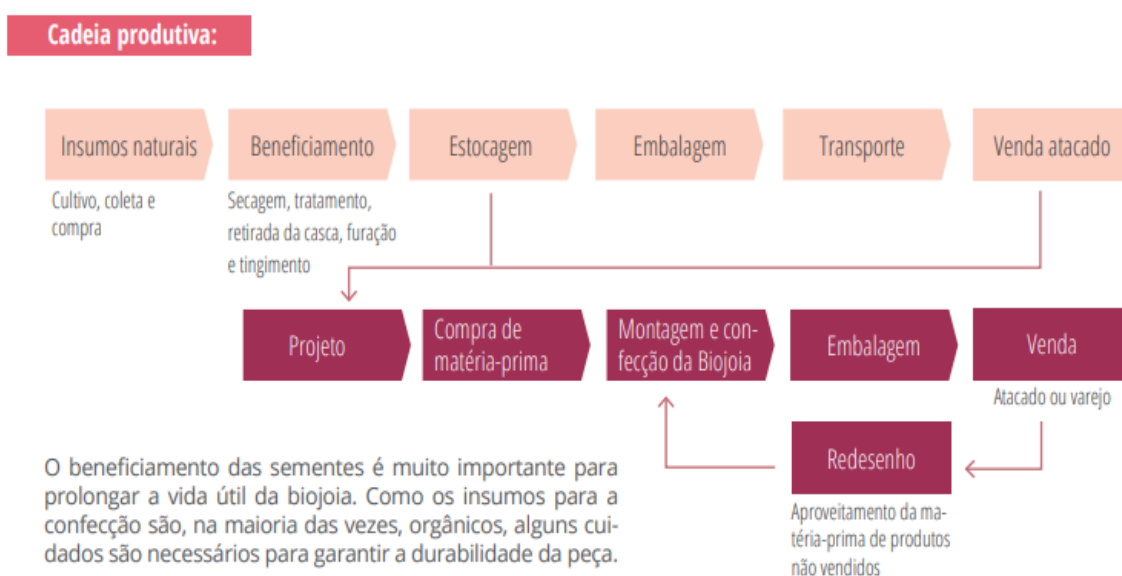 Cadeia produtiva:
Insumos naturais
Beneficiamento
Estocagem
Embalagem
Transporte
Venda atacado
Cultivo, coleta e
compra
Secagem, tratamento,
retirada da casca, furação
e tingimento
Projeto
Compra de
matéria-prima
Montagem e con-
fecção da Biojoia
Embalagem
Venda
Atacado ou varejo
Redesenho
Aproveitamento da ma-
téria-prima de produtos
não vendidos
O beneficiamento das sementes é muito importante para
prolongar a vida útil da biojoia. Como os insumos para a
confecção são, na maioria das vezes, orgânicos, alguns cui-
dados são necessários para garantir a durabilidade da peça.